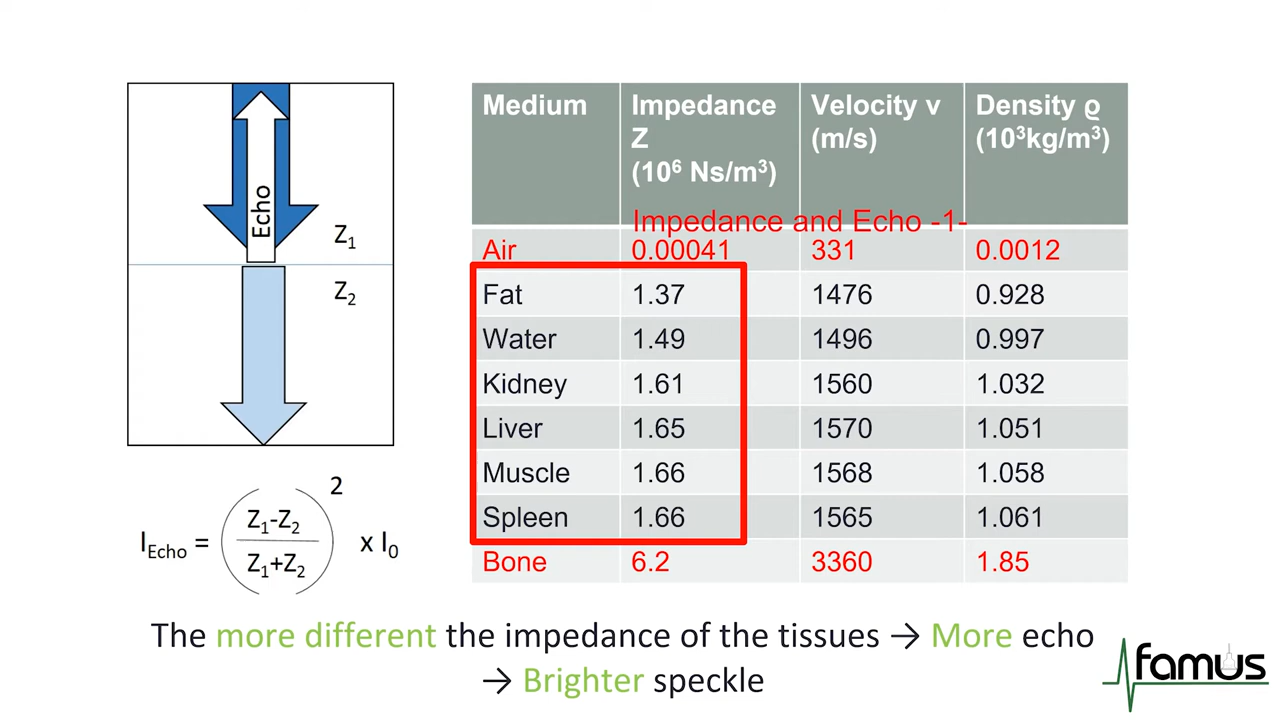 Echo
Z₁
Z₂
I_Echo = (Z₁-Z₂ / Z₁+Z₂)² x I₀
Medium Impedance Z (10⁶ Ns/m³) Velocity v (m/s) Density ϱ (10³kg/m³)
Impedance and Echo -1-
Air 0.00041 331 0.0012
Fat 1.37 1476 0.928
Water 1.49 1496 0.997
Kidney 1.61 1560 1.032
Liver 1.65 1570 1.051
Muscle 1.66 1568 1.058
Spleen 1.66 1565 1.061
Bone 6.2 3360 1.85
The more different the impedance of the tissues → More echo
→ Brighter speckle
famus